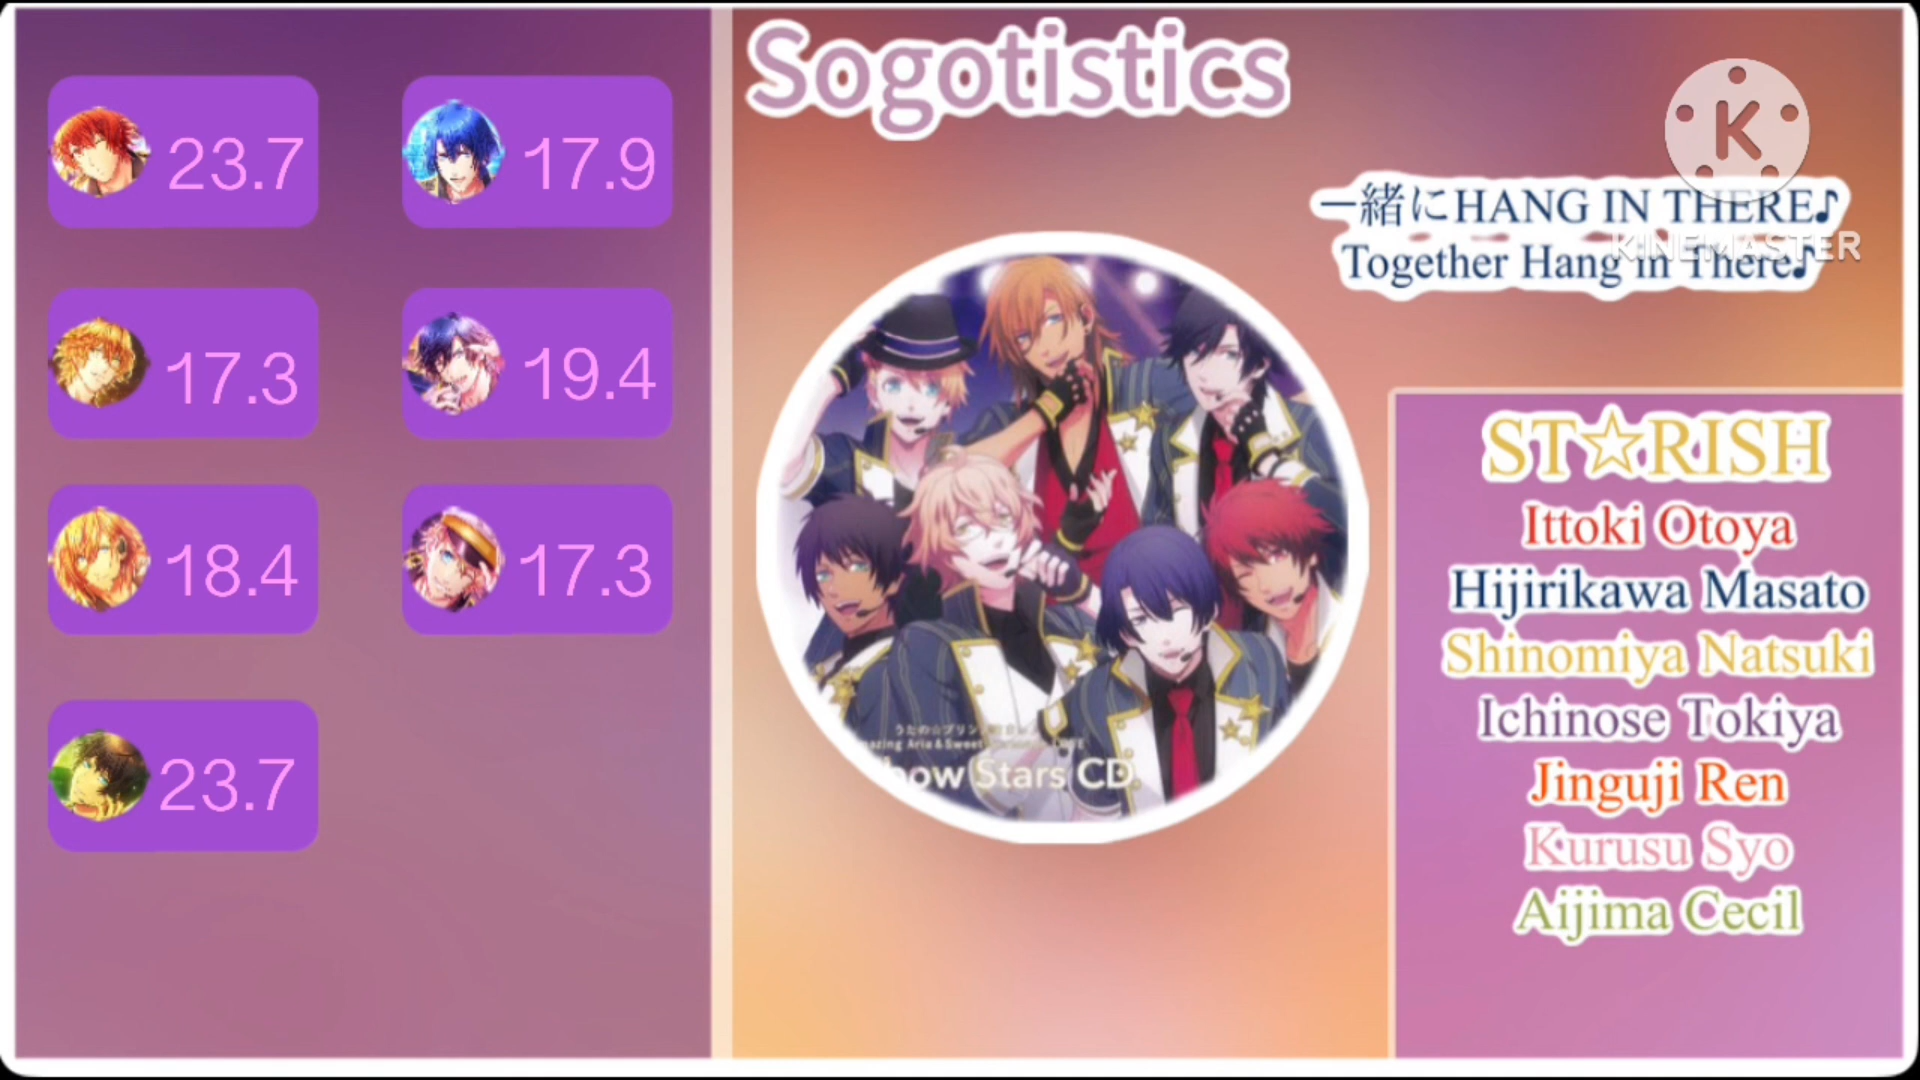 Sogotistics
23.7
17.9
17.3
19.4
18.4
17.3
23.7
K
一緒にHANG IN THERE♪
KINEMASTER
Together Hang in There♪
Show Stars CD
ST☆RISH
Ittoki Otoya
Hijirikawa Masato
Shinomiya Natsuki
Ichinose Tokiya
Jinguji Ren
Kurusu Syo
Aijima Cecil